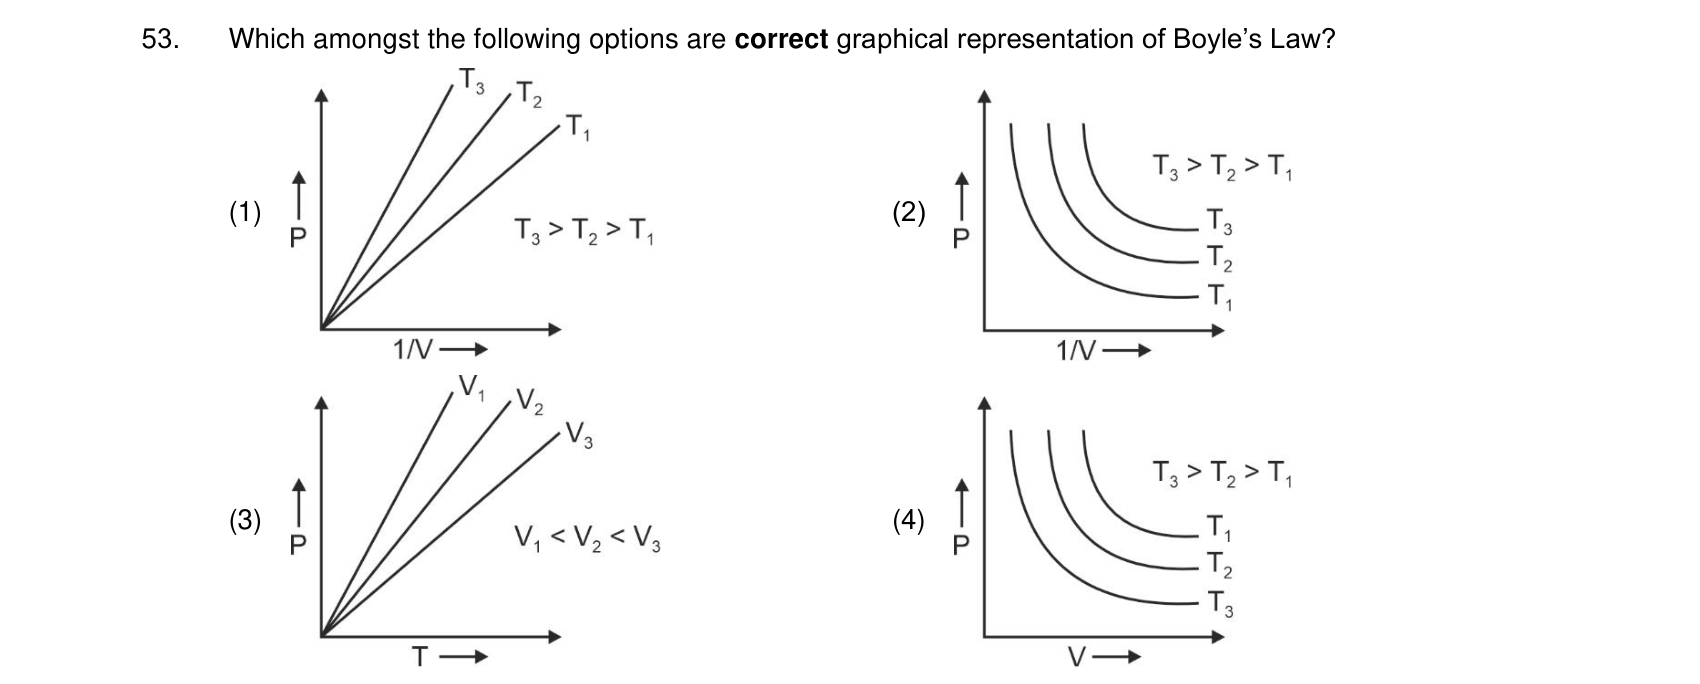 53. Which amongst the following options are correct graphical representation of Boyle’s Law?
(1)
P
T₃
T₂
T₁
T₃ > T₂ > T₁
1/V
(2)
P
T₃ > T₂ > T₁
T₃
T₂
T₁
1/V
(3)
P
V₁
V₂
V₃
V₁ < V₂ < V₃
T
(4)
P
T₃ > T₂ > T₁
T₁
T₂
T₃
V